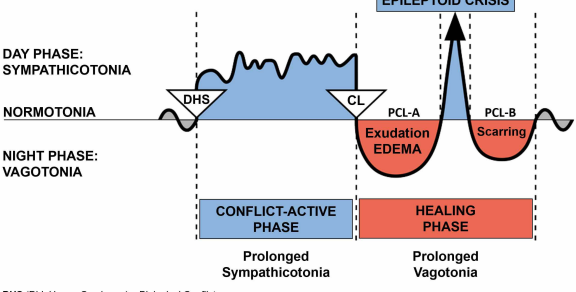 EPILEPTOID CRISIS
DAY PHASE:
SYMPATHICOTONIA
DHS
CL
NORMOTONIA
PCL-A
PCL-B
Exudation
EDEMA
Scarring
NIGHT PHASE:
VAGOTONIA
CONFLICT-ACTIVE
PHASE
HEALING
PHASE
Prolonged
Sympathicotonia
Prolonged
Vagotonia